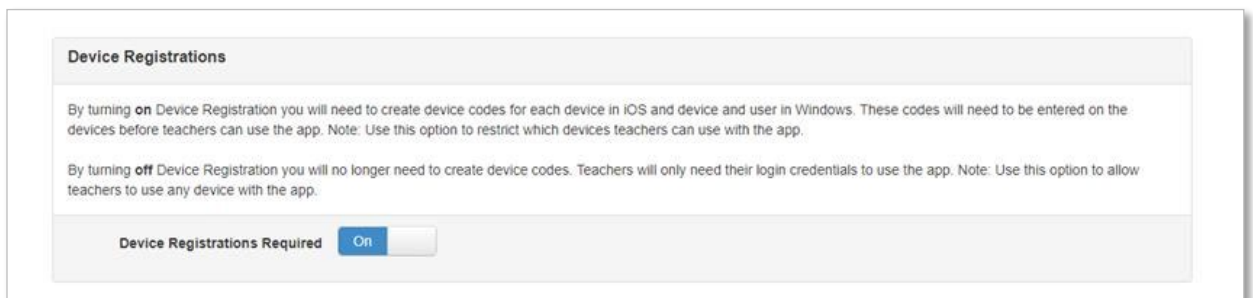 Device Registrations
By turning on Device Registration you will need to create device codes for each device in iOS and device and user in Windows. These codes will need to be entered on the
devices before teachers can use the app. Note: Use this option to restrict which devices teachers can use with the app.
By turning off Device Registration you will no longer need to create device codes. Teachers will only need their login credentials to use the app. Note: Use this option to allow
teachers to use any device with the app.
Device Registrations Required On